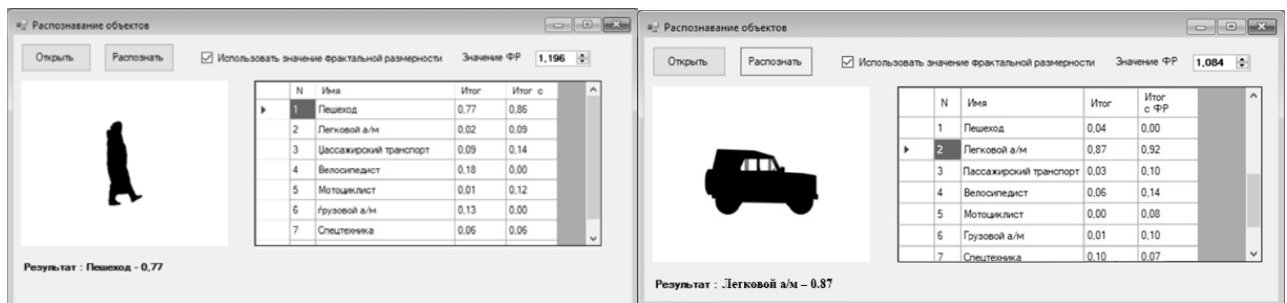 Распознавание объектов
Открыть Распознать Использовать значение фрактальной размерности Значение ФР 1,196
N Имя Итог Итог с
1 Пешеход 0,77 0,86
2 Легковой а/м 0,02 0,09
3 Цассажирский транспорт 0,09 0,14
4 Велосипедист 0,18 0,00
5 Мотоциклист 0,01 0,12
6 ѓрузовой а/м 0,13 0,00
7 Спецтехника 0,06 0,06
Результат : Пешеход - 0,77
Распознавание объектов
Открыть Распознать Использовать значение фрактальной размерности Значение ФР 1,084
N Имя Итог Итог
с ФР
1 Пешеход 0,04 0,00
2 Легковой а/м 0,87 0,92
3 Пассажирский транспорт 0,03 0,10
4 Велосипедист 0,06 0,14
5 Мотоциклист 0,00 0,08
6 Грузовой а/м 0,01 0,10
7 Спецтехника 0,10 0,07
Результат : Легковой а/м – 0.87